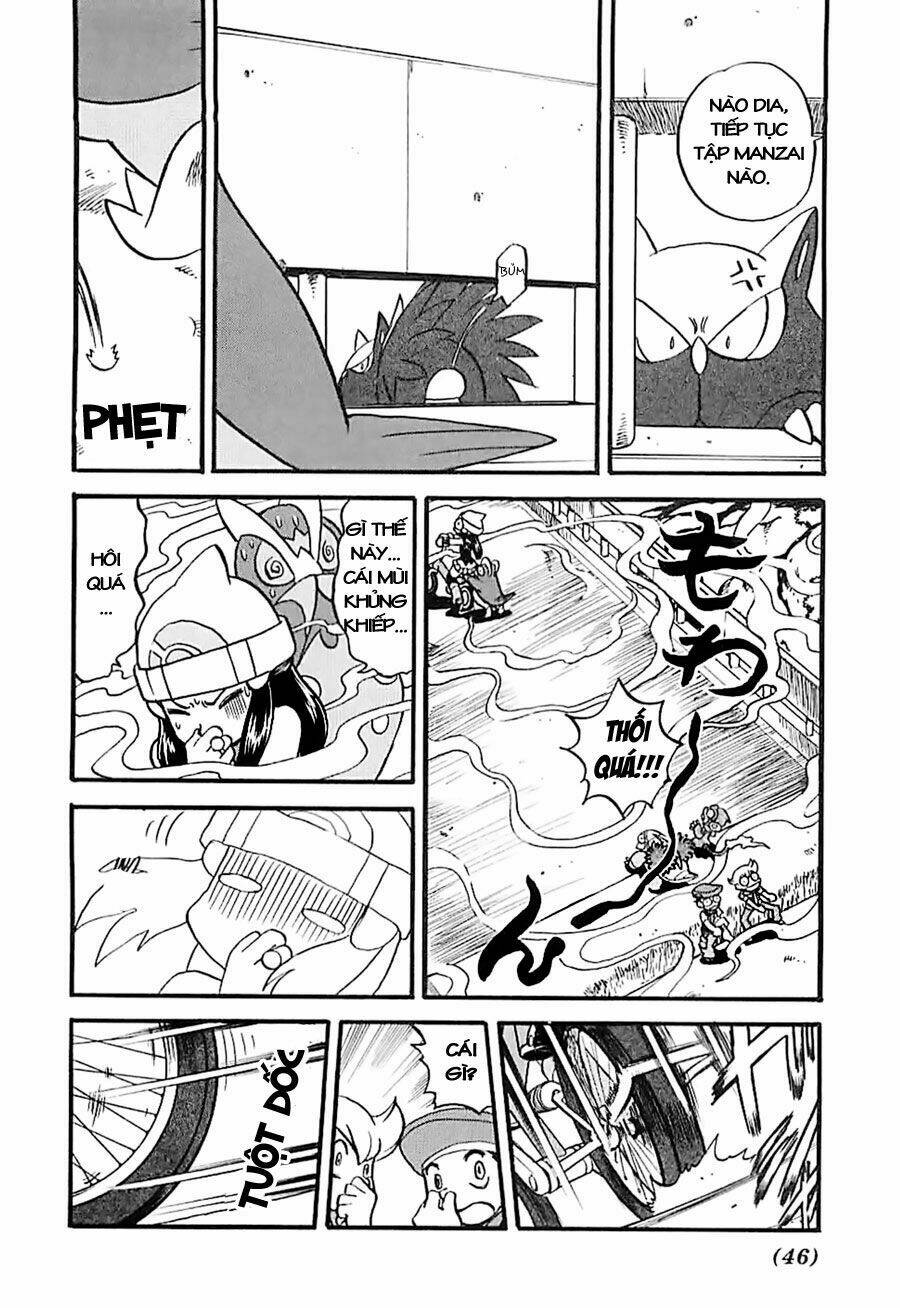 NÀO DIA,
TIẾP TỤC
TẬP MANZAI
NÀO.
BỦM
PHẸT
もわ
〜ん
THỐI
QUÁ!!!
GÌ THẾ
NÀY...
CÁI MÙI
KHỦNG
KHIẾP...
HÔI
QUÁ
...
CÁI
GÌ?
TUỘT DỐC
(46)